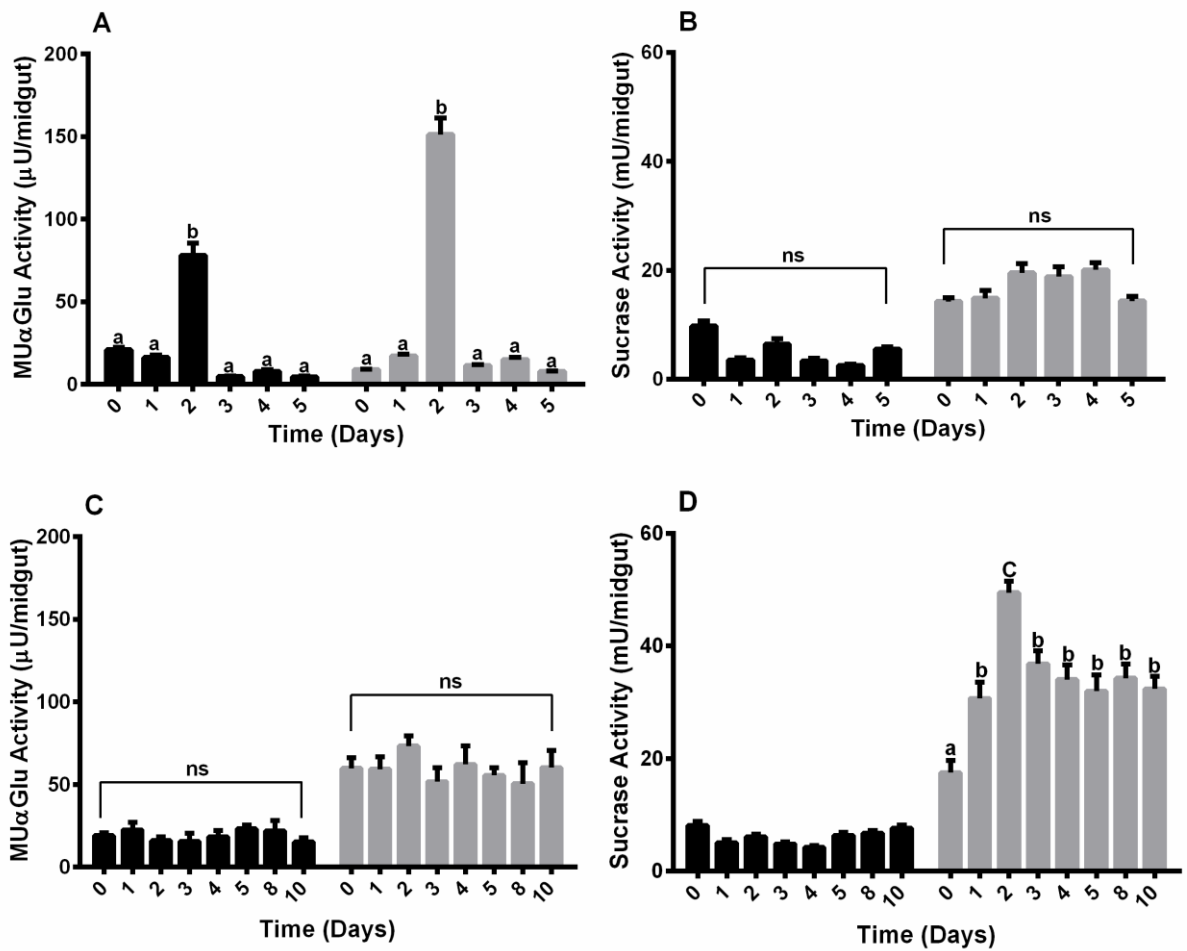 A
MUαGlu Activity (µU/midgut)
200
150
100
50
0
a a b a a a a a b a a a
0 1 2 3 4 5 0 1 2 3 4 5
Time (Days)
B
Sucrase Activity (mU/midgut)
60
40
20
0
ns ns
0 1 2 3 4 5 0 1 2 3 4 5
Time (Days)
C
MUαGlu Activity (µU/midgut)
200
150
100
50
0
ns ns
0 1 2 3 4 5 8 10 0 1 2 3 4 5 8 10
Time (Days)
D
Sucrase Activity (mU/midgut)
60
40
20
0
a b C b b b b b
0 1 2 3 4 5 8 10 0 1 2 3 4 5 8 10
Time (Days)